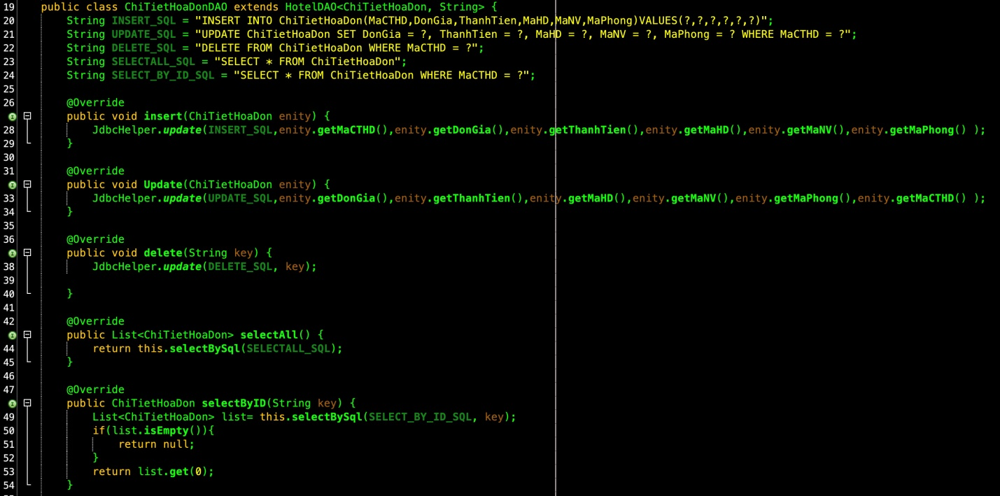 19 public class ChiTietHoaDonDAO extends HotelDAO<ChiTietHoaDon, String> {
20     String INSERT_SQL = "INSERT INTO ChiTietHoaDon(MaCTHD,DonGia,ThanhTien,MaHD,MaNV,MaPhong)VALUES(?,?,?,?,?,?)";
21     String UPDATE_SQL = "UPDATE ChiTietHoaDon SET DonGia = ?, ThanhTien = ?, MaHD = ?, MaNV = ?, MaPhong = ? WHERE MaCTHD = ?";
22     String DELETE_SQL = "DELETE FROM ChiTietHoaDon WHERE MaCTHD = ?";
23     String SELECTALL_SQL = "SELECT * FROM ChiTietHoaDon";
24     String SELECT_BY_ID_SQL = "SELECT * FROM ChiTietHoaDon WHERE MaCTHD = ?";
25
26     @Override
    public void insert(ChiTietHoaDon enity) {
28         JdbcHelper.update(INSERT_SQL,enity.getMaCTHD(),enity.getDonGia(),enity.getThanhTien(),enity.getMaHD(),enity.getMaNV(),enity.getMaPhong() );
29     }
30
31     @Override
    public void Update(ChiTietHoaDon enity) {
33         JdbcHelper.update(UPDATE_SQL,enity.getDonGia(),enity.getThanhTien(),enity.getMaHD(),enity.getMaNV(),enity.getMaPhong(),enity.getMaCTHD() );
34     }
35
36     @Override
    public void delete(String key) {
38         JdbcHelper.update(DELETE_SQL, key);
39
40     }
41
42     @Override
    public List<ChiTietHoaDon> selectAll() {
44         return this.selectBySql(SELECTALL_SQL);
45     }
46
47     @Override
    public ChiTietHoaDon selectByID(String key) {
49         List<ChiTietHoaDon> list= this.selectBySql(SELECT_BY_ID_SQL, key);
50         if(list.isEmpty()){
51             return null;
52         }
53         return list.get(0);
54     }